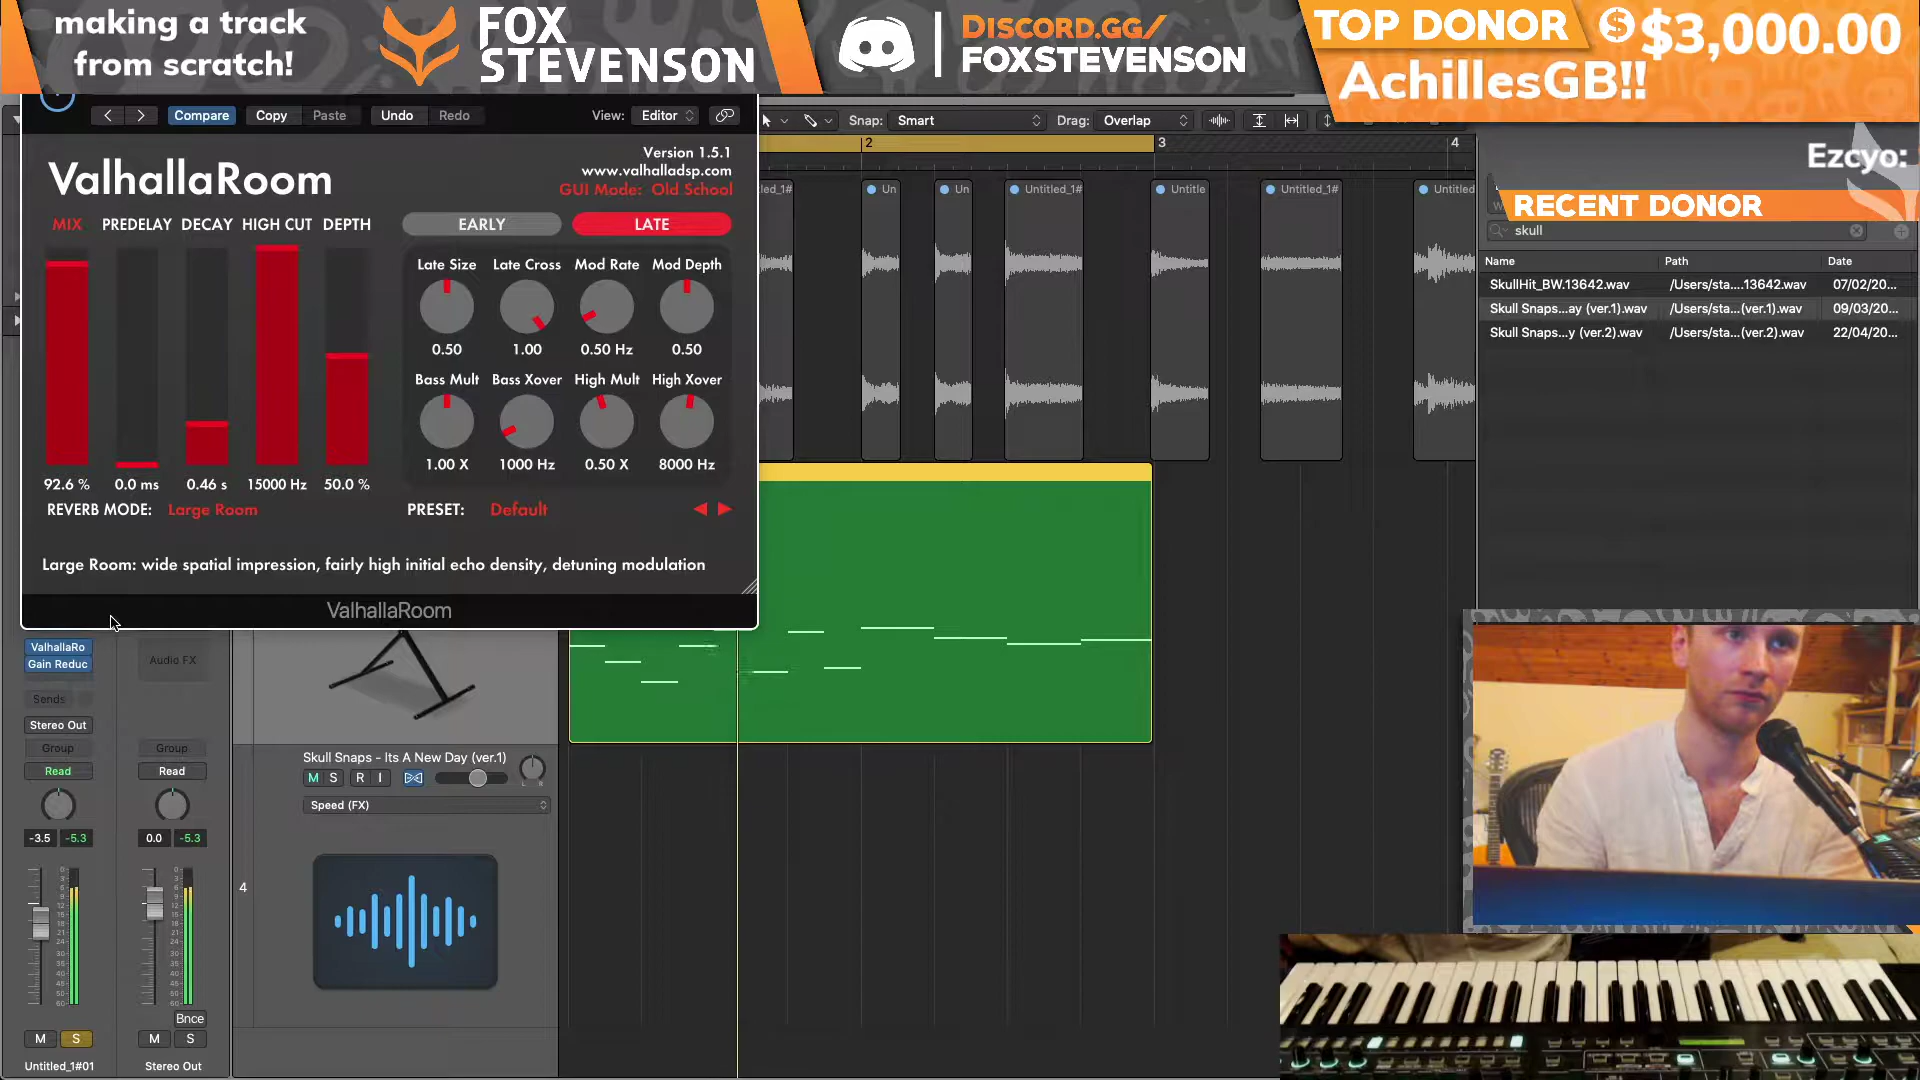 making a track
from scratch!
FOX
STEVENSON
Discord.gg/
FOXSTEVENSON
TOP DONOR
$ $3,000.00
AchillesGB!!
Ezcyo:
RECENT DONOR
Compare
Copy
Paste
Undo
Redo
View:
Editor
Snap:
Smart
Drag:
Overlap
2
3
4
ValhallaRoom
Version 1.5.1
www.valhalladsp.com
GUI Mode: Old School
MIX
PREDELAY
DECAY
HIGH CUT
DEPTH
EARLY
LATE
Late Size
Late Cross
Mod Rate
Mod Depth
0.50
1.00
0.50 Hz
0.50
Bass Mult
Bass Xover
High Mult
High Xover
1.00 X
1000 Hz
0.50 X
8000 Hz
92.6 %
0.0 ms
0.46 s
15000 Hz
50.0 %
REVERB MODE:
Large Room
PRESET:
Default
Large Room: wide spatial impression, fairly high initial echo density, detuning modulation
ValhallaRoom
led_1#
Un
Un
Untitled_1#
Untitle
Untitled_1#
Untitled
skull
Name
Path
Date
SkullHit_BW.13642.wav
/Users/sta....13642.wav
07/02/20...
Skull Snaps...ay (ver.1).wav
/Users/sta...(ver.1).wav
09/03/20...
Skull Snaps...y (ver.2).wav
/Users/sta...(ver.2).wav
22/04/20...
ValhallaRo
Gain Reduc
Audio FX
Sends
Stereo Out
Group
Group
Read
Read
-3.5
-5.3
0.0
-5.3
Bnce
M
S
M
S
Untitled_1#01
Stereo Out
Skull Snaps - Its A New Day (ver.1)
M
S
R
I
Speed (FX)
4